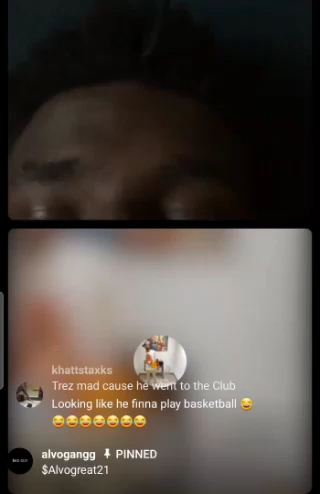 khattstaxks
Trez mad cause he went to the Club
Looking like he finna play basketball 😂
😂😂😂😂😂😂😂
alvogangg 📌 PINNED
$Alvogreat21